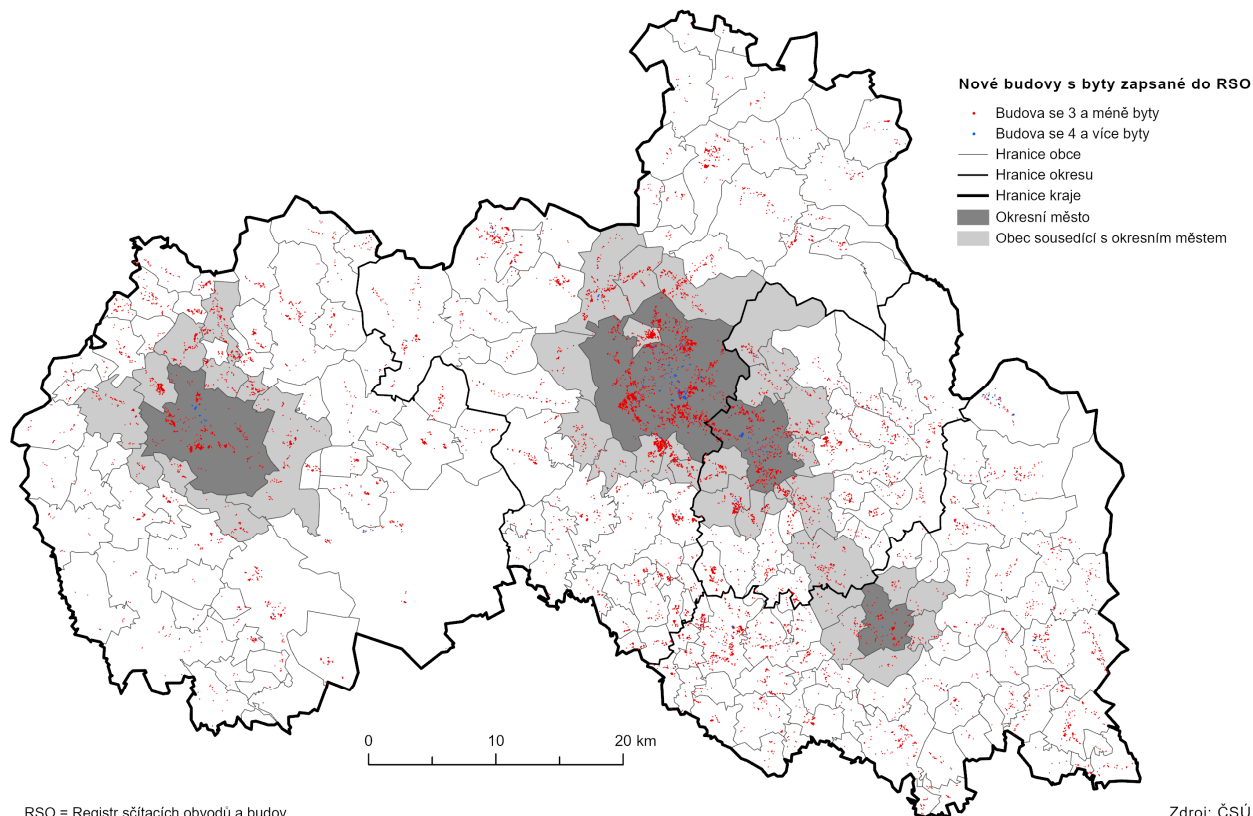 Nové budovy s byty zapsané do RSO
Budova se 3 a méně byty
Budova se 4 a více byty
Hranice obce
Hranice okresu
Hranice kraje
Okresní město
Obec sousedící s okresním městem
0 10 20 km
RSO = Registr sčítacích obvodů a budov
Zdroj: ČSÚ